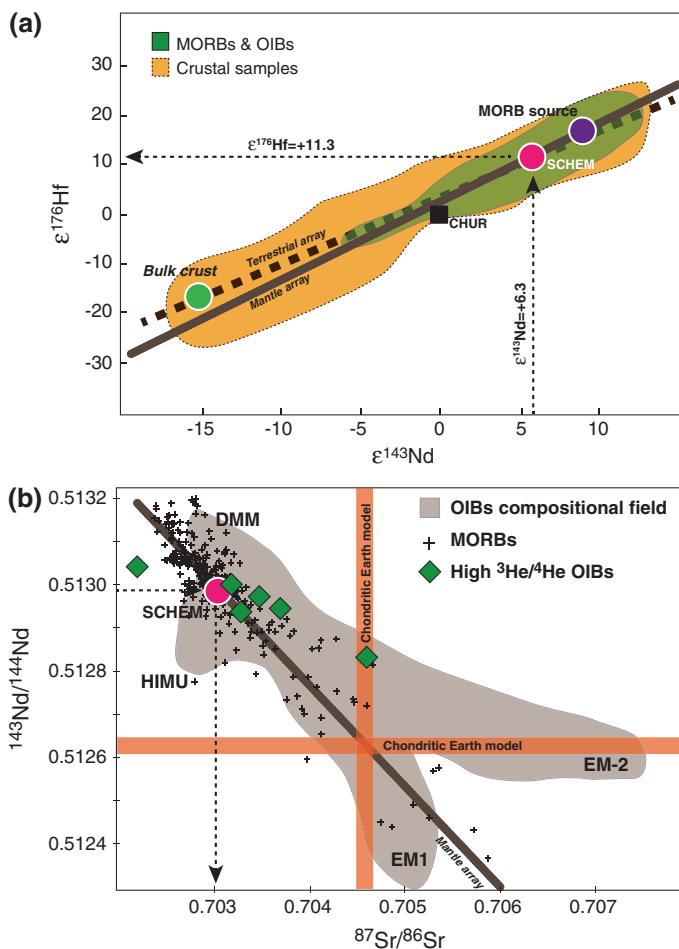 (a)
MORBs & OIBs
Crustal samples
30
20
10
0
-10
-20
-30
ε176Hf
ε176Hf=+11.3
MORB source
SCHEM
CHUR
Terrestrial array
Mantle array
Bulk crust
ε143Nd=+6.3
-15
-10
-5
0
5
10
ε143Nd
(b)
0.5132
0.5130
0.5128
0.5126
0.5124
143Nd/144Nd
OIBs compositional field
MORBs
High 3He/4He OIBs
DMM
SCHEM
HIMU
Chondritic Earth model
Chondritic Earth model
EM-2
EM1
Mantle array
0.703
0.704
0.705
0.706
0.707
87Sr/86Sr